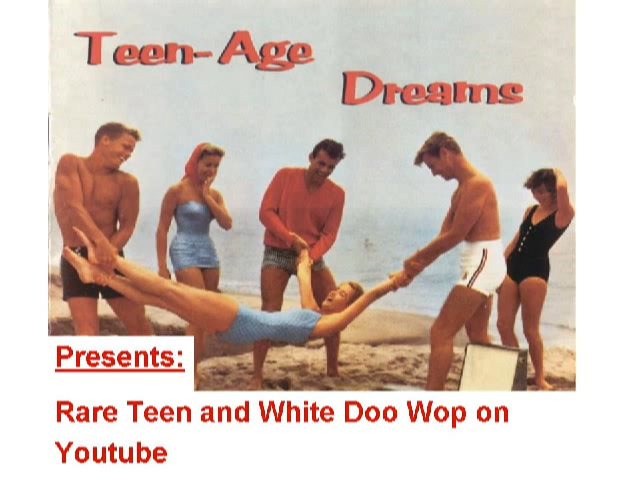 Teen-Age
Dreams
Presents:
Rare Teen and White Doo Wop on
Youtube